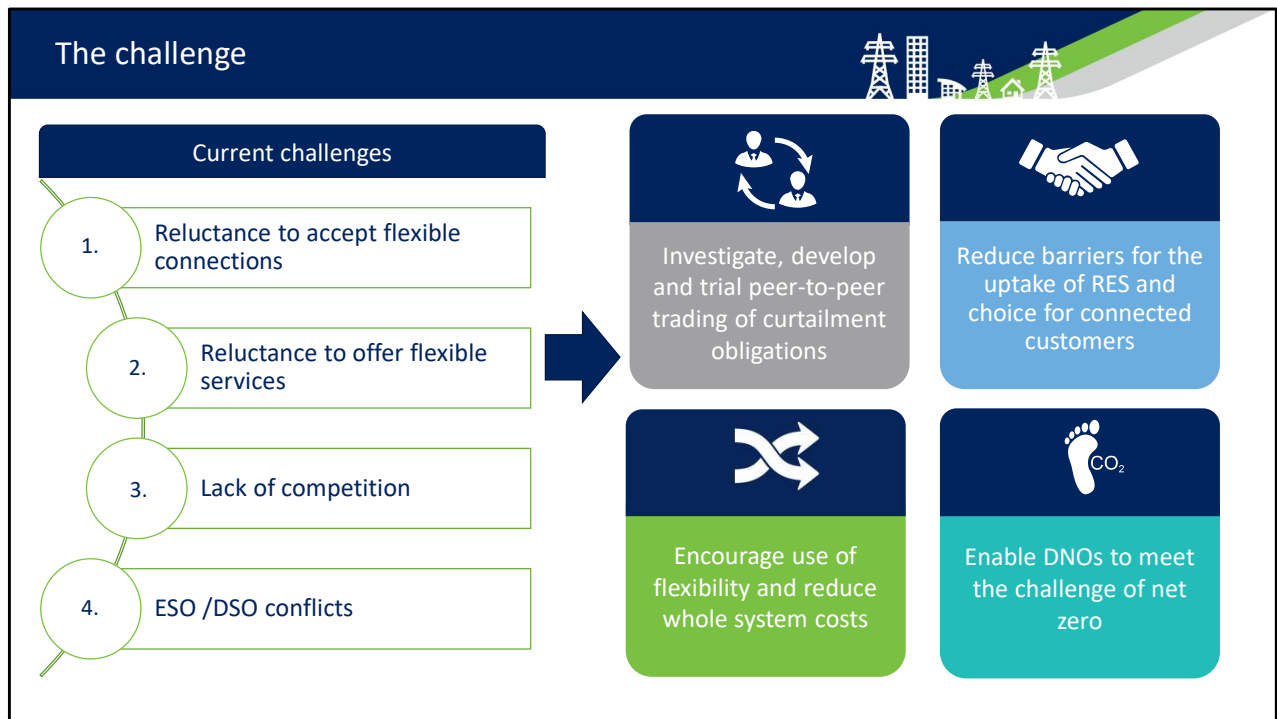 The challenge
Current challenges
1.
Reluctance to accept flexible
connections
2.
Reluctance to offer flexible
services
3.
Lack of competition
4.
ESO /DSO conflicts
Investigate, develop
and trial peer-to-peer
trading of curtailment
obligations
Reduce barriers for the
uptake of RES and
choice for connected
customers
Encourage use of
flexibility and reduce
whole system costs
CO₂
Enable DNOs to meet
the challenge of net
zero